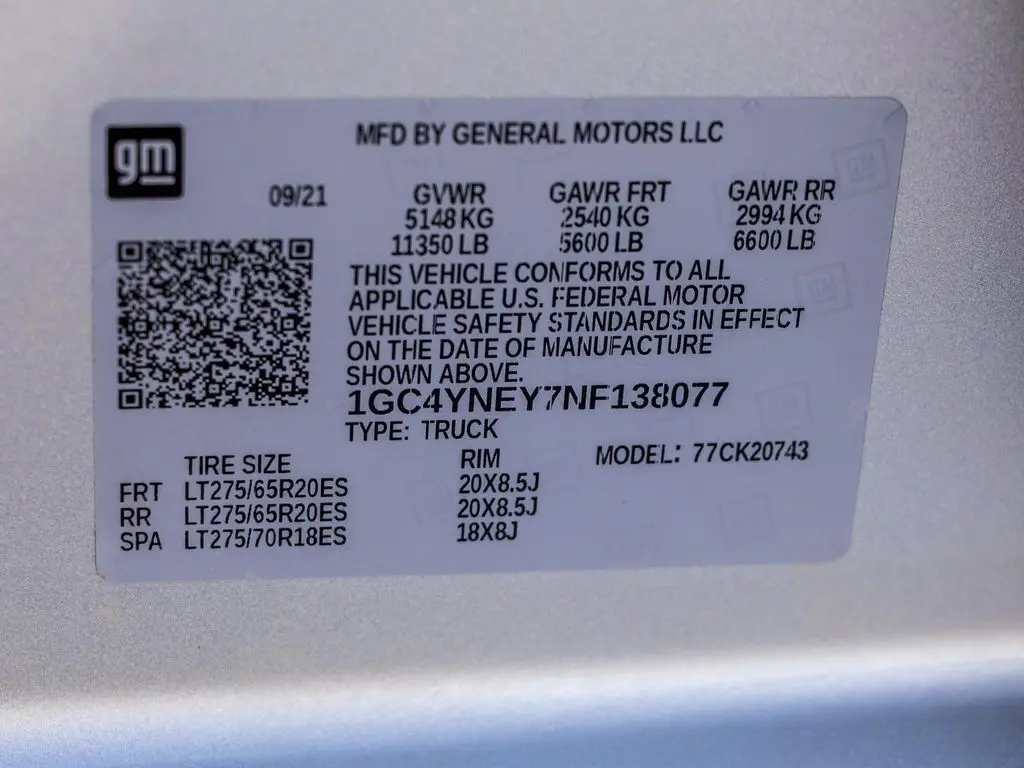 gm
MFD BY GENERAL MOTORS LLC
09/21 GVWR GAWR FRT GAWR RR
5148 KG 2540 KG 2994 KG
11350 LB 5600 LB 6600 LB
THIS VEHICLE CONFORMS TO ALL
APPLICABLE U.S. FEDERAL MOTOR
VEHICLE SAFETY STANDARDS IN EFFECT
ON THE DATE OF MANUFACTURE
SHOWN ABOVE.
1GC4YNEY7NF138077
TYPE: TRUCK
TIRE SIZE RIM MODEL: 77CK20743
FRT LT275/65R20ES 20X8.5J
RR LT275/65R20ES 20X8.5J
SPA LT275/70R18ES 18X8J